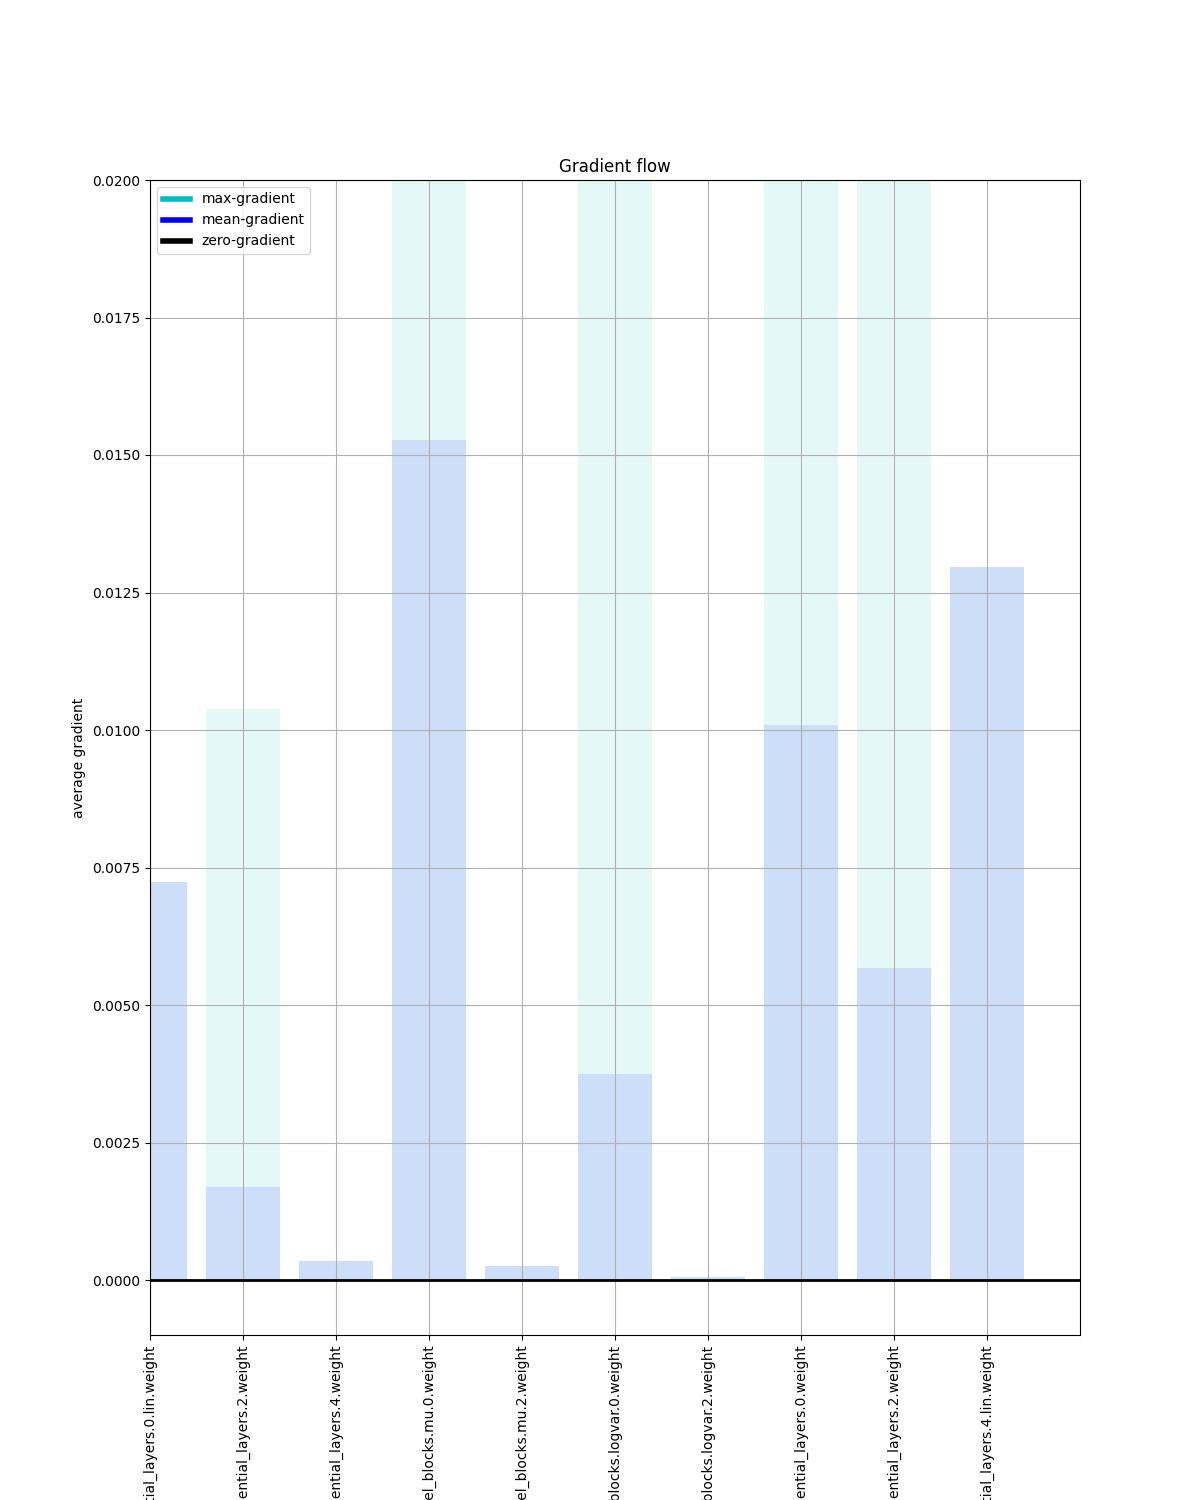 Gradient flow
max-gradient
mean-gradient
zero-gradient
0.0200
0.0175
0.0150
0.0125
0.0100
0.0075
0.0050
0.0025
0.0000
average gradient
tial_layers.0.lin.weight
ential_layers.2.weight
ential_layers.4.weight
el_blocks.mu.0.weight
el_blocks.mu.2.weight
blocks.logvar.0.weight
blocks.logvar.2.weight
ential_layers.0.weight
ential_layers.2.weight
tial_layers.4.lin.weight